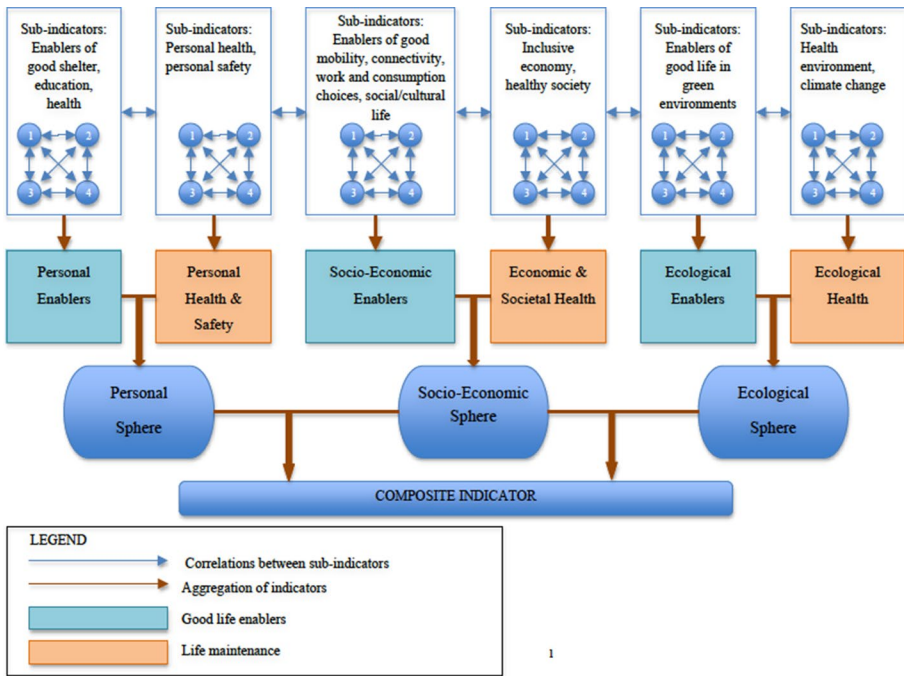 Sub-indicators:
Enablers of
good shelter,
education,
health
1 2
3 4
Sub-indicators:
Personal health,
personal safety
1 2
3 4
Sub-indicators:
Enablers of good
mobility, connectivity,
work and consumption
choices, social/cultural
life
1 2
3 4
Sub-indicators:
Inclusive
economy,
healthy society
1 2
3 4
Sub-indicators:
Enablers of
good life in
green
environments
1 2
3 4
Sub-indicators:
Health
environment,
climate change
1 2
3 4
Personal
Enablers
Personal
Health &
Safety
Socio-Economic
Enablers
Economic &
Societal Health
Ecological
Enablers
Ecological
Health
Personal
Sphere
Socio-Economic
Sphere
Ecological
Sphere
COMPOSITE INDICATOR
LEGEND
Correlations between sub-indicators
Aggregation of indicators
Good life enablers
Life maintenance
1